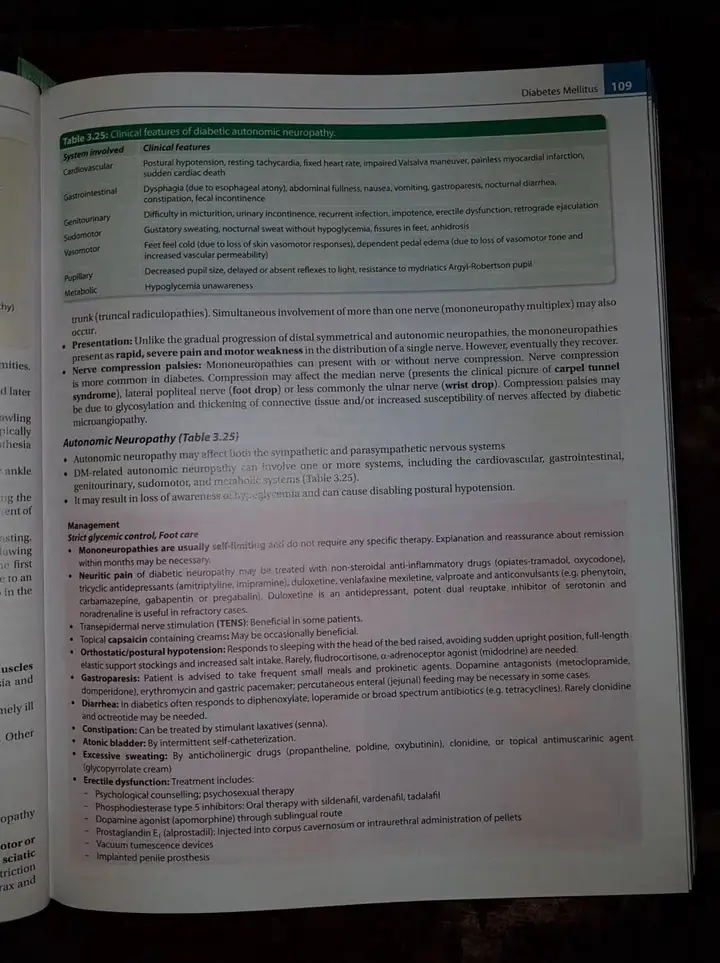 Diabetes Mellitus 109
Table 3.25: Clinical features of diabetic autonomic neuropathy.
System involved Clinical features
Cardiovascular Postural hypotension, resting tachycardia, fixed heart rate, impaired Valsalva maneuver, painless myocardial infarction,
sudden cardiac death
Gastrointestinal Dysphagia (due to esophageal atony), abdominal fullness, nausea, vomiting, gastroparesis, nocturnal diarrhea,
constipation, fecal incontinence
Genitourinary Difficulty in micturition, urinary incontinence, recurrent infection, impotence, erectile dysfunction, retrograde ejaculation
Sudomotor Gustatory sweating, nocturnal sweat without hypoglycemia, fissures in feet, anhidrosis
Vasomotor Feet feel cold (due to loss of skin vasomotor responses), dependent pedal edema (due to loss of vasomotor tone and
increased vascular permeability)
Pupillary Decreased pupil size, delayed or absent reflexes to light, resistance to mydriatics Argyl-Robertson pupil
Metabolic Hypoglycemia unawareness
trunk (truncal radiculopathies). Simultaneous involvement of more than one nerve (mononeuropathy multiplex) may also
occur.
• Presentation: Unlike the gradual progression of distal symmetrical and autonomic neuropathies, the mononeuropathies
present as rapid, severe pain and motor weakness in the distribution of a single nerve. However, eventually they recover.
• Nerve compression palsies: Mononeuropathies can present with or without nerve compression. Nerve compression
is more common in diabetes. Compression may affect the median nerve (presents the clinical picture of carpel tunnel
syndrome), lateral popliteal nerve (foot drop) or less commonly the ulnar nerve (wrist drop). Compression palsies may
be due to glycosylation and thickening of connective tissue and/or increased susceptibility of nerves affected by diabetic
microangiopathy.
Autonomic Neuropathy (Table 3.25)
• Autonomic neuropathy may affect both the sympathetic and parasympathetic nervous systems
• DM-related autonomic neuropathy can involve one or more systems, including the cardiovascular, gastrointestinal,
genitourinary, sudomotor, and metabolic systems (Table 3.25).
• It may result in loss of awareness of hypoglycemia and can cause disabling postural hypotension.
Management
Strict glycemic control, Foot care
• Mononeuropathies are usually self-limiting and do not require any specific therapy. Explanation and reassurance about remission
within months may be necessary.
• Neuritic pain of diabetic neuropathy may be treated with non-steroidal anti-inflammatory drugs (opiates-tramadol, oxycodone),
tricyclic antidepressants (amitriptyline, imipramine), duloxetine, venlafaxine mexiletine, valproate and anticonvulsants (e.g. phenytoin,
carbamazepine, gabapentin or pregabalin). Duloxetine is an antidepressant, potent dual reuptake inhibitor of serotonin and
noradrenaline is useful in refractory cases.
• Transepidermal nerve stimulation (TENS): Beneficial in some patients.
• Topical capsaicin containing creams: May be occasionally beneficial.
• Orthostatic/postural hypotension: Responds to sleeping with the head of the bed raised, avoiding sudden upright position, full-length
elastic support stockings and increased salt intake. Rarely, fludrocortisone, α-adrenoceptor agonist (midodrine) are needed.
• Gastroparesis: Patient is advised to take frequent small meals and prokinetic agents. Dopamine antagonists (metoclopramide,
domperidone), erythromycin and gastric pacemaker; percutaneous enteral (jejunal) feeding may be necessary in some cases.
• Diarrhea: In diabetics often responds to diphenoxylate, loperamide or broad spectrum antibiotics (e.g. tetracyclines). Rarely clonidine
and octreotide may be needed.
• Constipation: Can be treated by stimulant laxatives (senna).
• Atonic bladder: By intermittent self-catheterization.
• Excessive sweating: By anticholinergic drugs (propantheline, poldine, oxybutinin), clonidine, or topical antimuscarinic agent
(glycopyrrolate cream)
• Erectile dysfunction: Treatment includes:
– Psychological counselling; psychosexual therapy
– Phosphodiesterase type 5 inhibitors: Oral therapy with sildenafil, vardenafil, tadalafil
– Dopamine agonist (apomorphine) through sublingual route
– Prostaglandin E₁ (alprostadil): Injected into corpus cavernosum or intraurethral administration of pellets
– Vacuum tumescence devices
– Implanted penile prosthesis